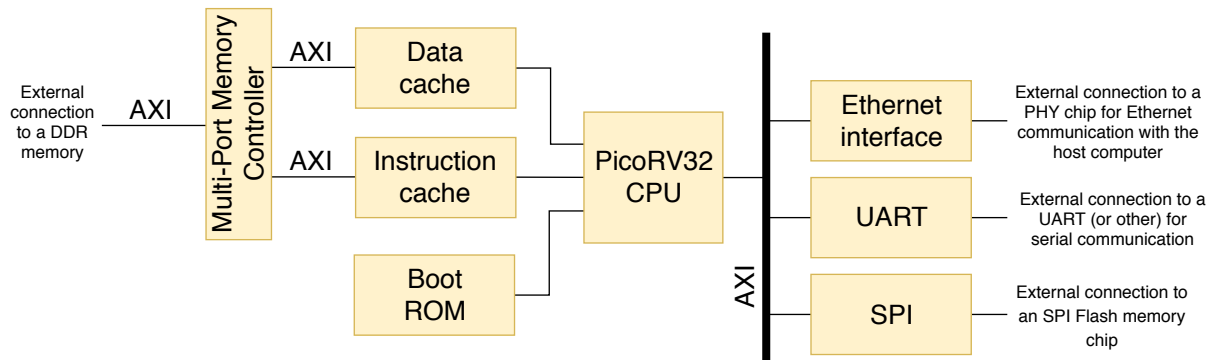 External
connection
to a DDR
memory
AXI
Multi-Port Memory
Controller
AXI
Data
cache
AXI
Instruction
cache
Boot
ROM
PicoRV32
CPU
AXI
Ethernet
interface
External connection to a
PHY chip for Ethernet
communication with the
host computer
UART
External connection to a
UART (or other) for
serial communication
SPI
External connection to
an SPI Flash memory
chip